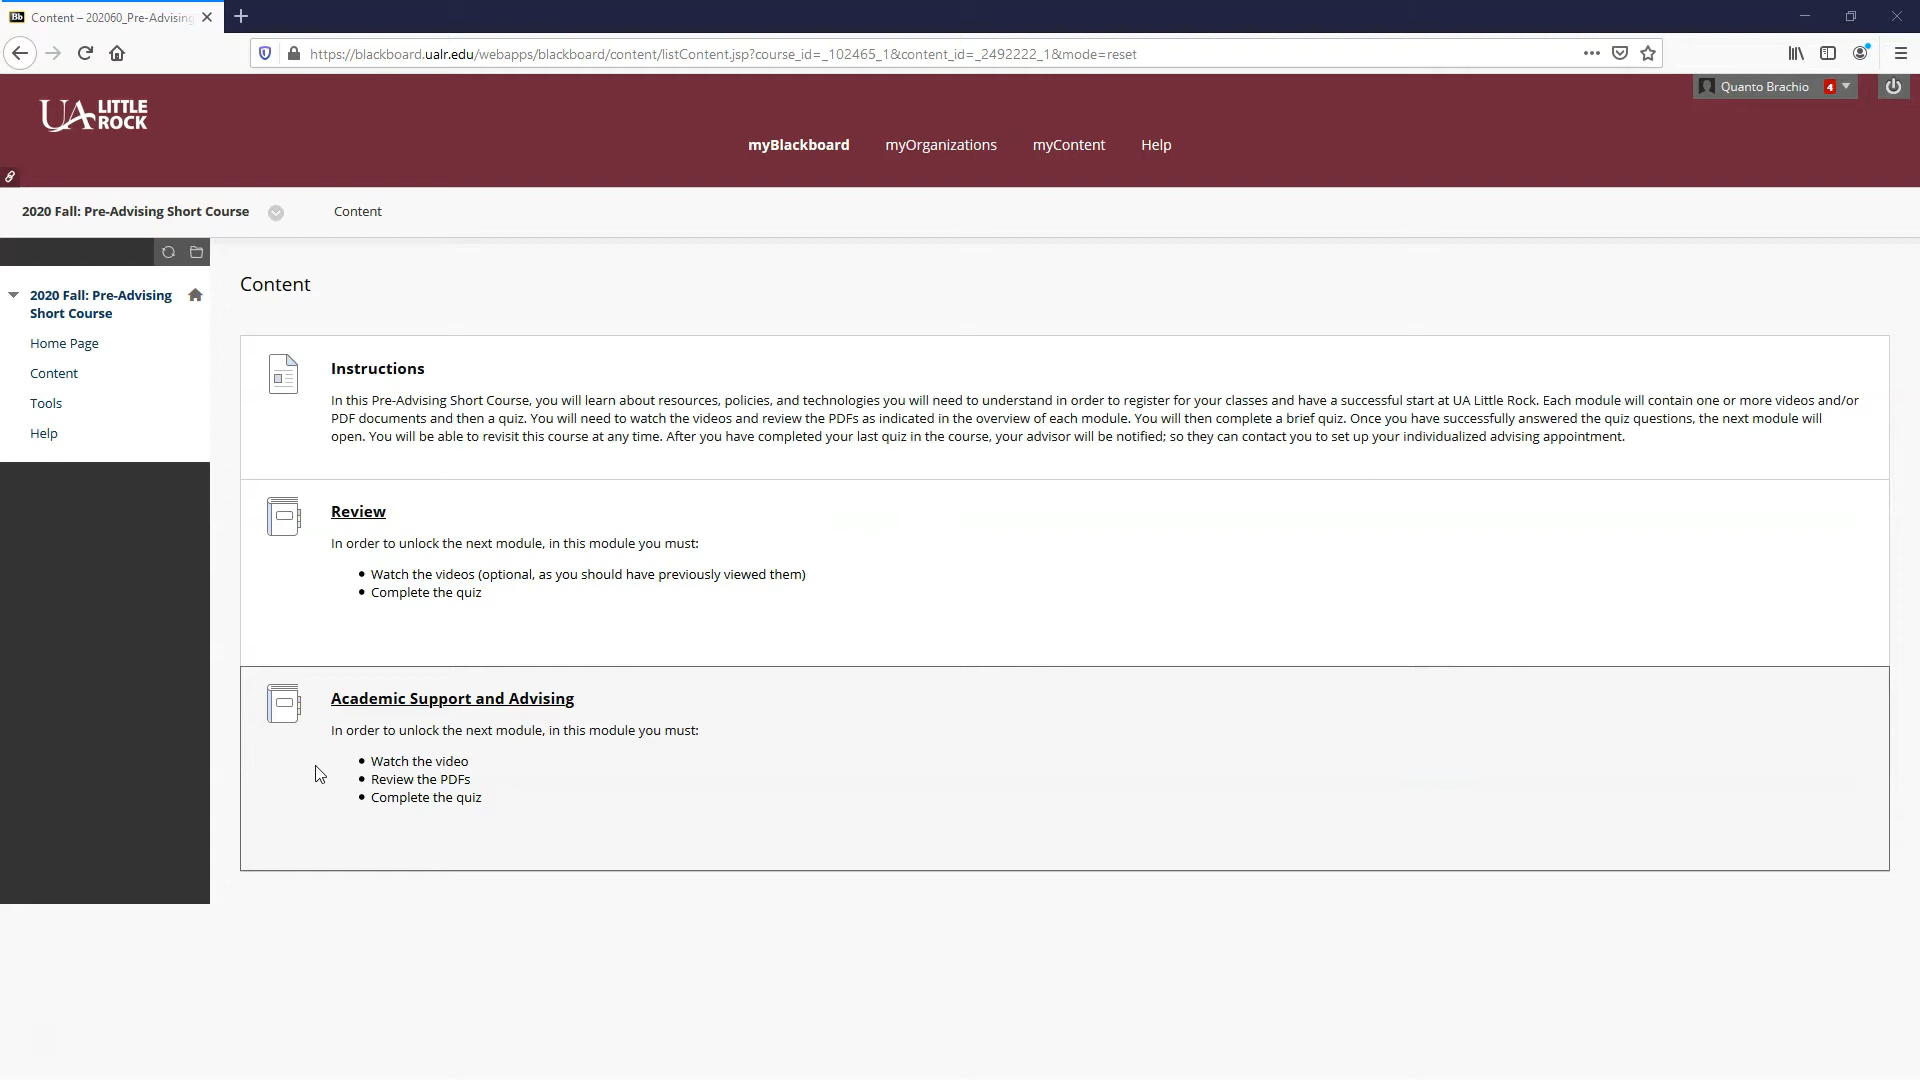 Bb Content – 202060_Pre-Advising
https://blackboard.ualr.edu/webapps/blackboard/content/listContent.jsp?course_id=_102465_1&content_id=_2492222_1&mode=reset
Quanto Brachio 4
UA LITTLE ROCK
myBlackboard myOrganizations myContent Help
2020 Fall: Pre-Advising Short Course Content
2020 Fall: Pre-Advising
Short Course
Home Page
Content
Tools
Help
Content
Instructions
In this Pre-Advising Short Course, you will learn about resources, policies, and technologies you will need to understand in order to register for your classes and have a successful start at UA Little Rock. Each module will contain one or more videos and/or
PDF documents and then a quiz. You will need to watch the videos and review the PDFs as indicated in the overview of each module. You will then complete a brief quiz. Once you have successfully answered the quiz questions, the next module will
open. You will be able to revisit this course at any time. After you have completed your last quiz in the course, your advisor will be notified; so they can contact you to set up your individualized advising appointment.
Review
In order to unlock the next module, in this module you must:
• Watch the videos (optional, as you should have previously viewed them)
• Complete the quiz
Academic Support and Advising
In order to unlock the next module, in this module you must:
• Watch the video
• Review the PDFs
• Complete the quiz